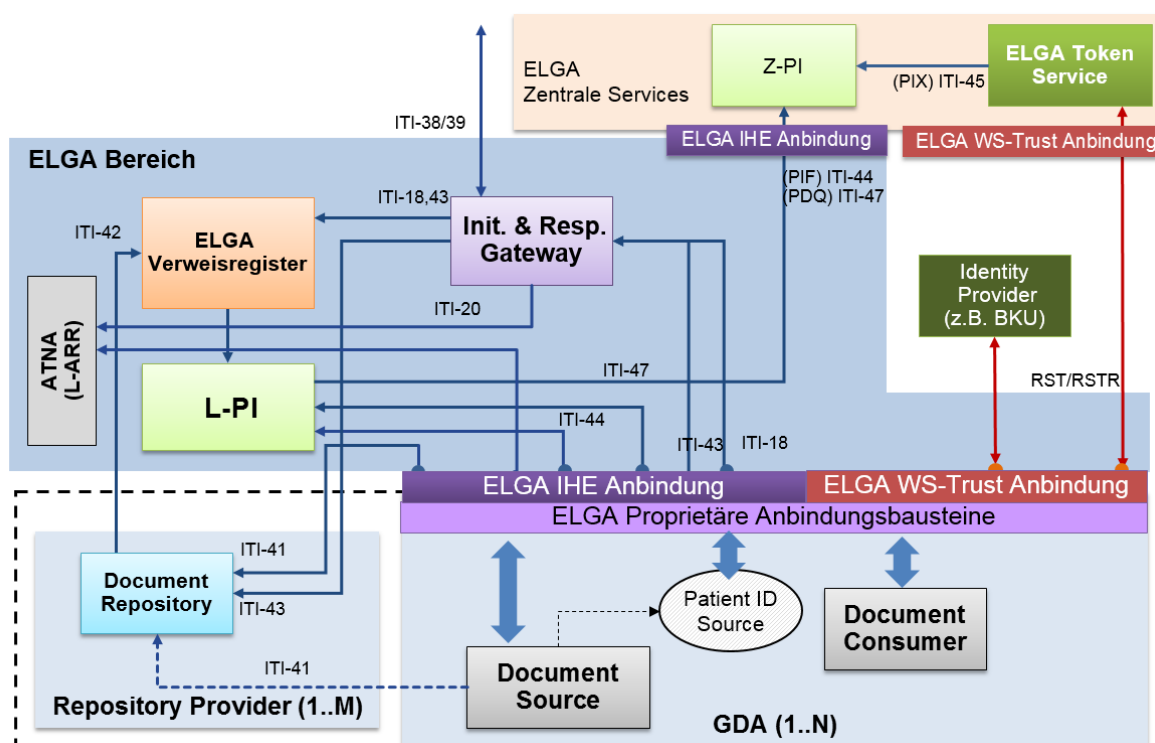 ELGA
Zentrale Services
Z-PI
ELGA Token
Service
(PIX) ITI-45
ITI-38/39
ELGA IHE Anbindung
ELGA WS-Trust Anbindung
ELGA Bereich
(PIF) ITI-44
(PDQ) ITI-47
ITI-18,43
ITI-42
ELGA
Verweisregister
Init. & Resp.
Gateway
Identity
Provider
(z.B. BKU)
ITI-20
ATNA
(L-ARR)
L-PI
ITI-47
RST/RSTR
ITI-44
ITI-43
ITI-18
ELGA IHE Anbindung
ELGA WS-Trust Anbindung
ELGA Proprietäre Anbindungsbausteine
ITI-41
Document
Repository
ITI-43
Patient ID
Source
Document
Consumer
ITI-41
Document
Source
Repository Provider (1..M)
GDA (1..N)